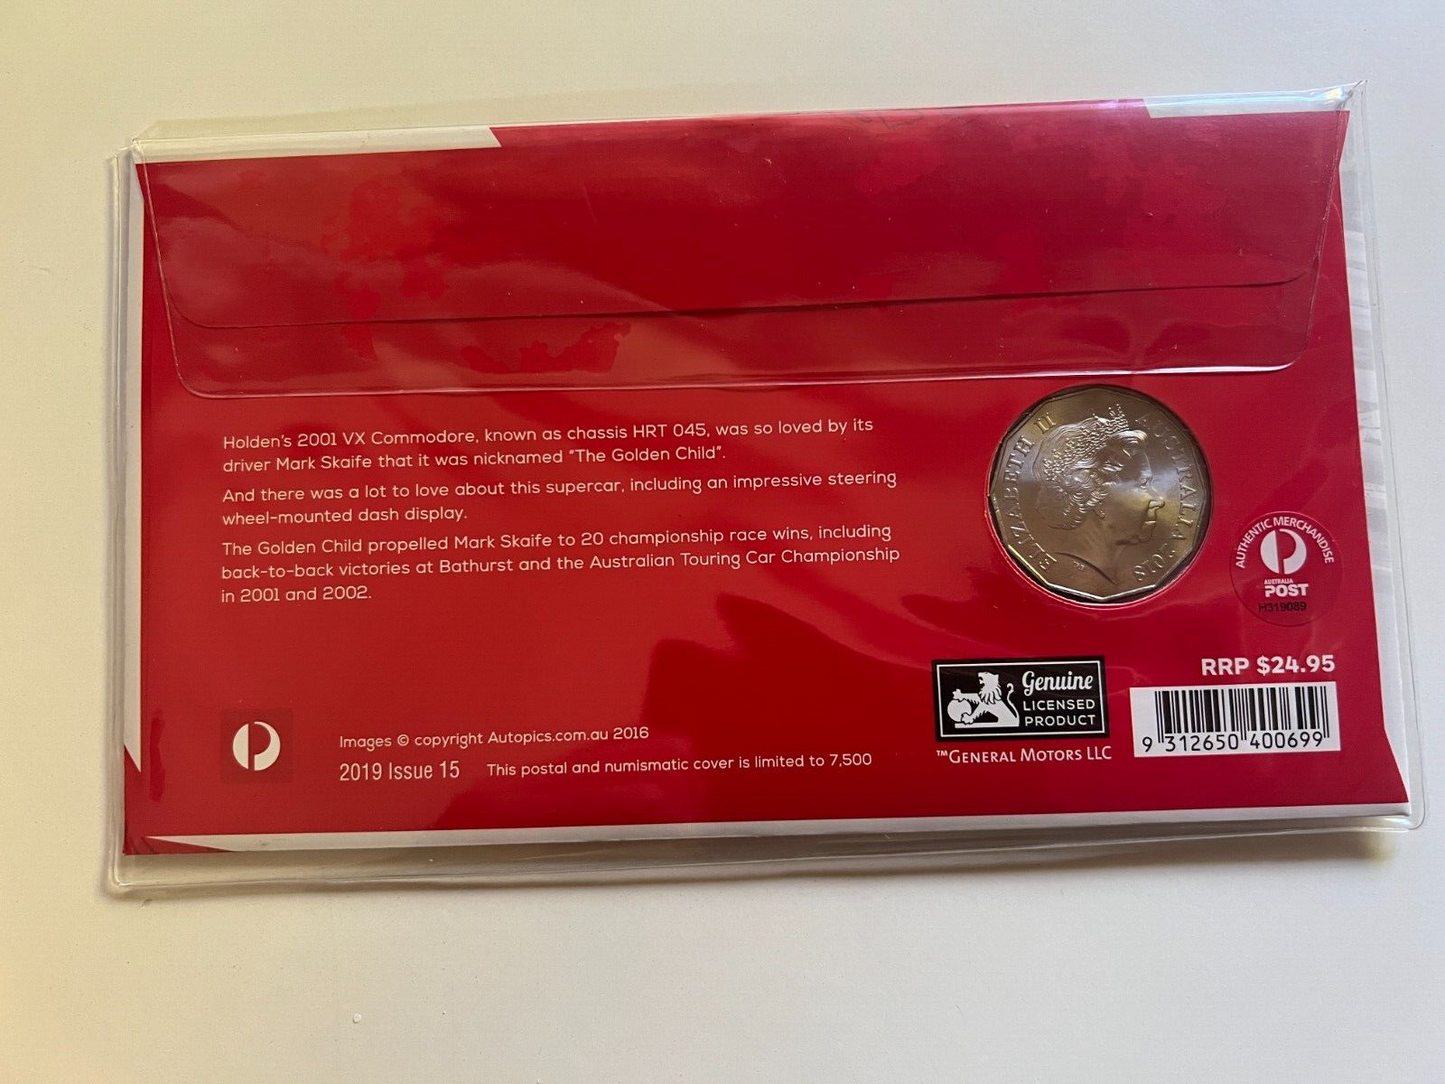 Holden's 2001 VX Commodore, known as chassis HRT 045, was so loved by its
driver Mark Skaife that it was nicknamed "The Golden Child".
And there was a lot to love about this supercar, including an impressive steering
wheel-mounted dash display.
The Golden Child propelled Mark Skaife to 20 championship race wins, including
back-to-back victories at Bathurst and the Australian Touring Car Championship
in 2001 and 2002.
ELIZABETH II AUSTRALIA 2018
AUTHENTIC MERCHANDISE
AUSTRALIA
POST
H319089
RRP $24.95
Genuine
LICENSED
PRODUCT
™GENERAL MOTORS LLC
9 312650 400699
Images © copyright Autopics.com.au 2016
2019 Issue 15 This postal and numismatic cover is limited to 7,500